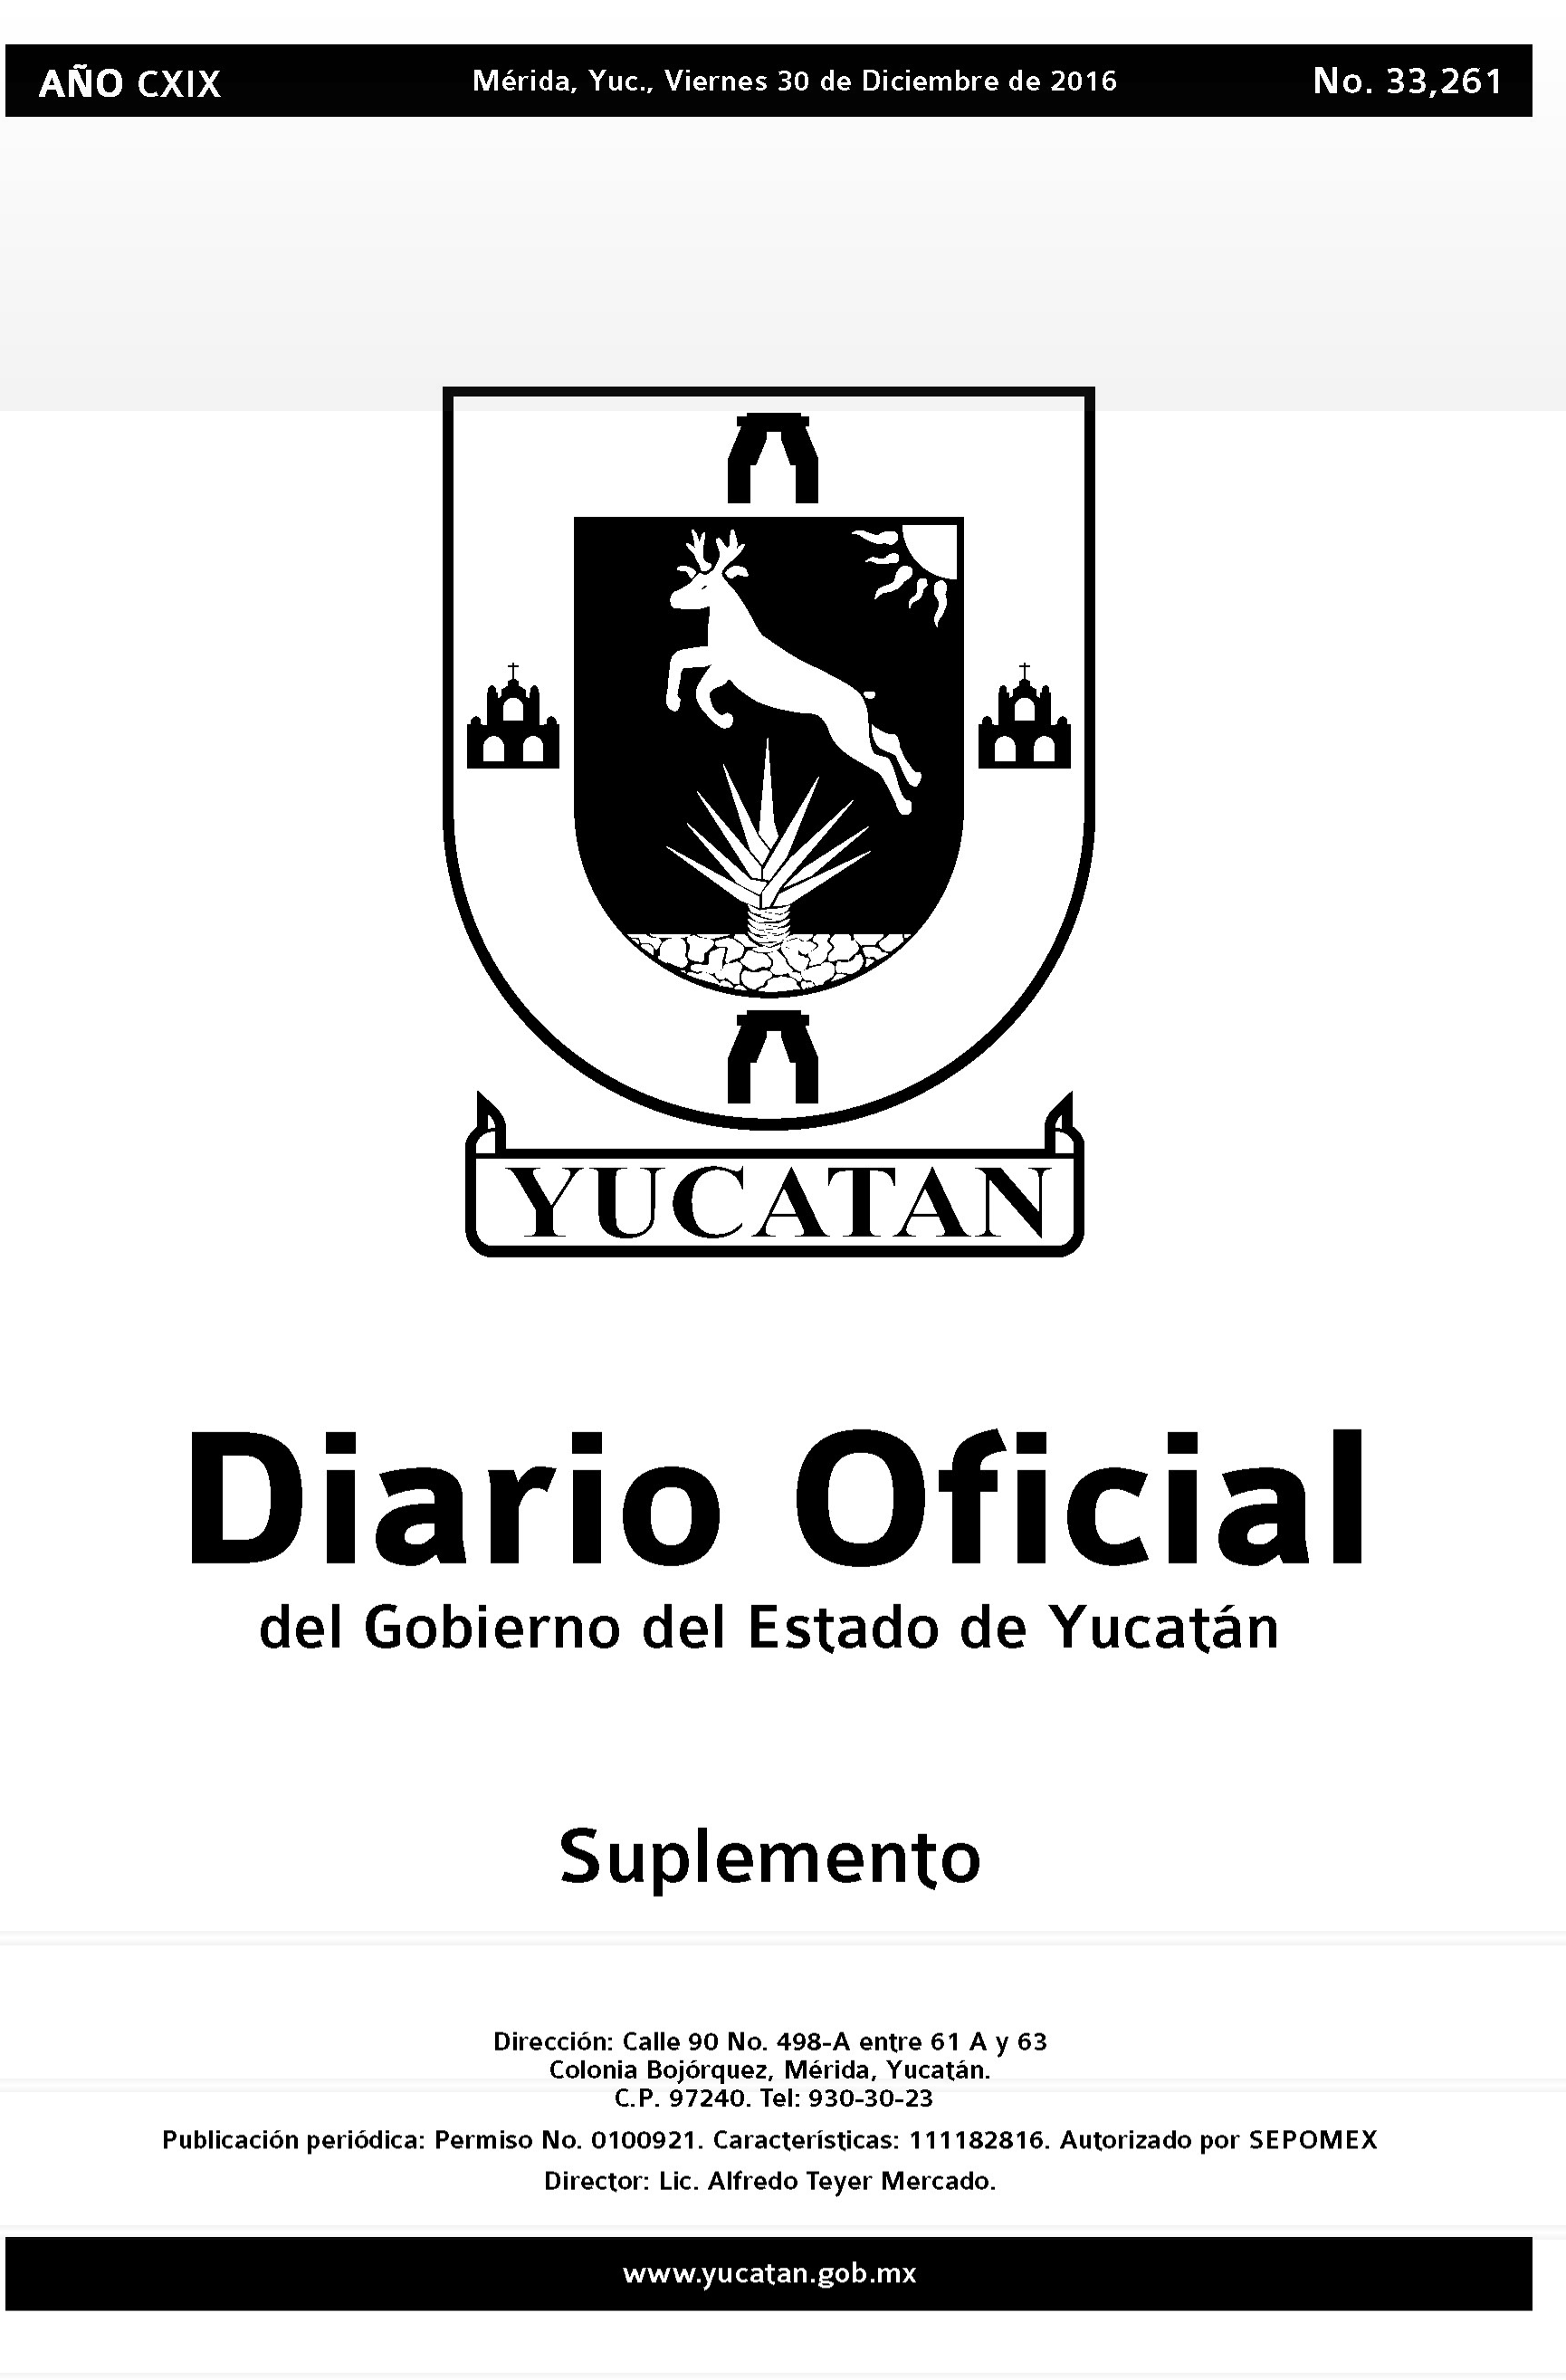 AÑO CXIX
Mérida, Yuc., Viernes 30 de Diciembre de 2016
No. 33,261
YUCATAN
Diario Oficial
del Gobierno del Estado de Yucatán
Suplemento
Dirección: Calle 90 No. 498-A entre 61 A y 63
Colonia Bojórquez, Mérida, Yucatán.
C.P. 97240. Tel: 930-30-23
Publicación periódica: Permiso No. 0100921. Características: 111182816. Autorizado por SEPOMEX
Director: Lic. Alfredo Teyer Mercado.
www.yucatan.gob.mx